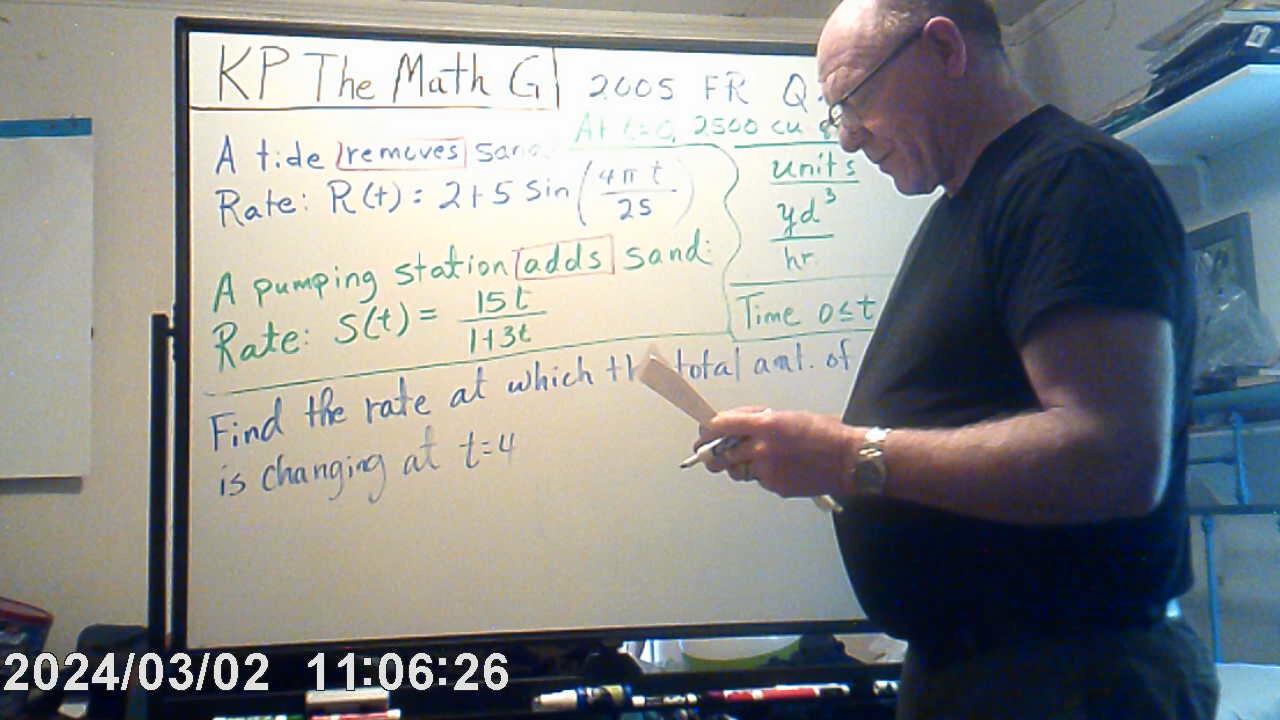 KP The Math G
2005 FR Q.
At t=0, 2500 cu
A tide removes sand
Rate: R(t) = 2+5 sin(4πt/25)
units
yd³/hr.
A pumping station adds sand:
Rate: S(t) = 15t/1+3t
Time 0≤t
Find the rate at which the total amt. of
is changing at t=4
2024/03/02 11:06:26